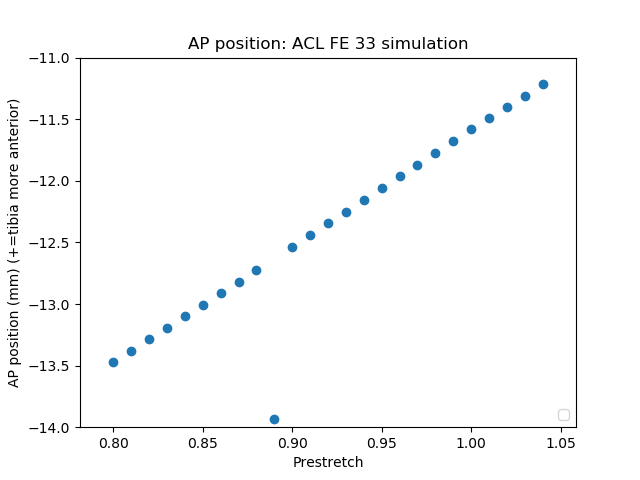 AP position: ACL FE 33 simulation
AP position (mm) (+=tibia more anterior)
−11.0
−11.5
−12.0
−12.5
−13.0
−13.5
−14.0
0.80 0.85 0.90 0.95 1.00 1.05
Prestretch